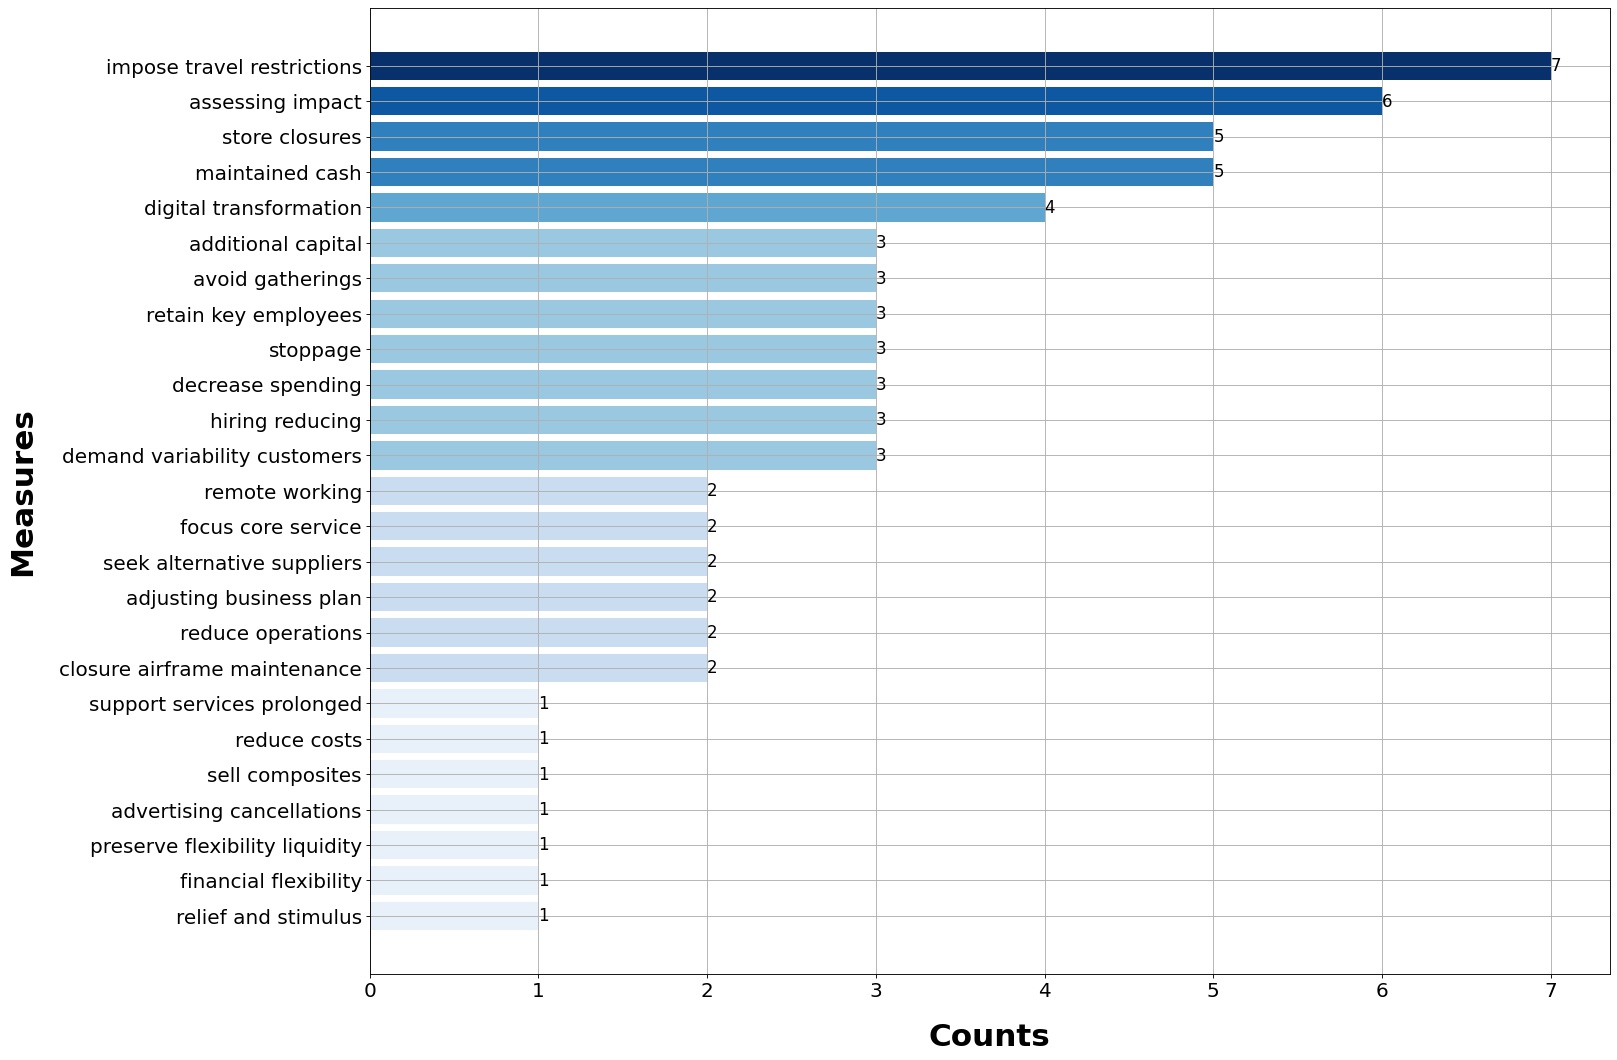 impose travel restrictions 7
assessing impact 6
store closures 5
maintained cash 5
digital transformation 4
additional capital 3
avoid gatherings 3
retain key employees 3
stoppage 3
decrease spending 3
hiring reducing 3
demand variability customers 3
remote working 2
focus core service 2
seek alternative suppliers 2
adjusting business plan 2
reduce operations 2
closure airframe maintenance 2
support services prolonged 1
reduce costs 1
sell composites 1
advertising cancellations 1
preserve flexibility liquidity 1
financial flexibility 1
relief and stimulus 1
Measures
0 1 2 3 4 5 6 7
Counts